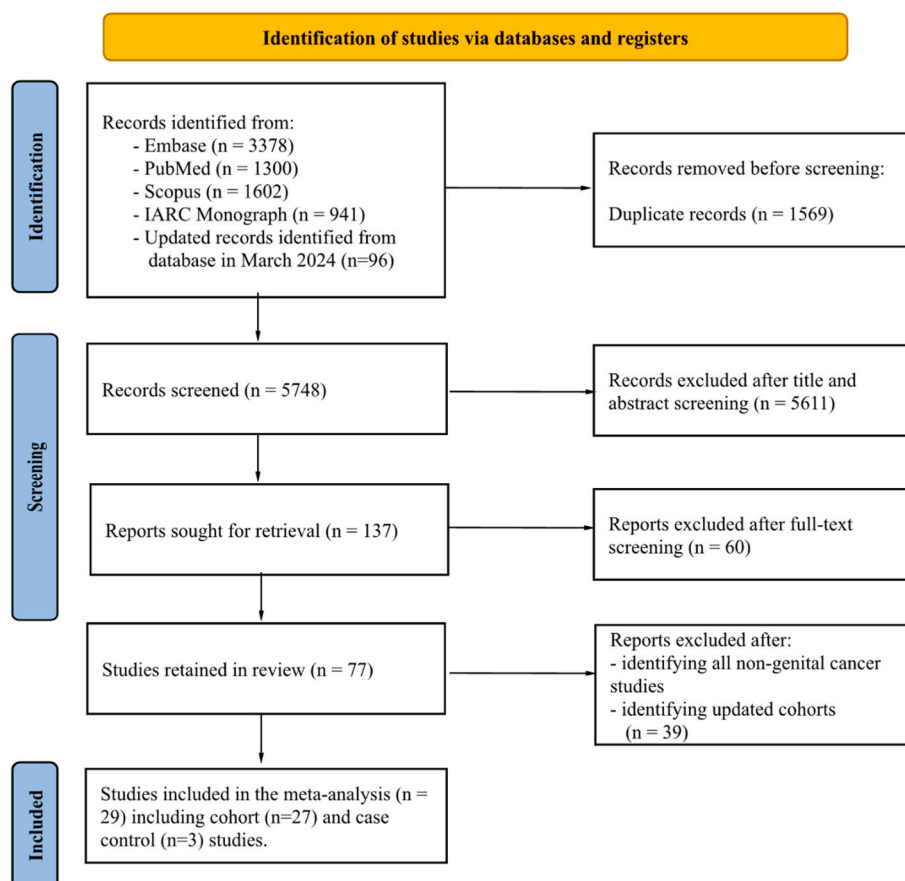 Identification of studies via databases and registers
Identification
Records identified from:
- Embase (n = 3378)
- PubMed (n = 1300)
- Scopus (n = 1602)
- IARC Monograph (n = 941)
- Updated records identified from
database in March 2024 (n=96)
Records removed before screening:
Duplicate records (n = 1569)
Screening
Records screened (n = 5748)
Records excluded after title and
abstract screening (n = 5611)
Reports sought for retrieval (n = 137)
Reports excluded after full-text
screening (n = 60)
Studies retained in review (n = 77)
Reports excluded after:
- identifying all non-genital cancer
studies
- identifying updated cohorts
(n = 39)
Included
Studies included in the meta-analysis (n =
29) including cohort (n=27) and case
control (n=3) studies.